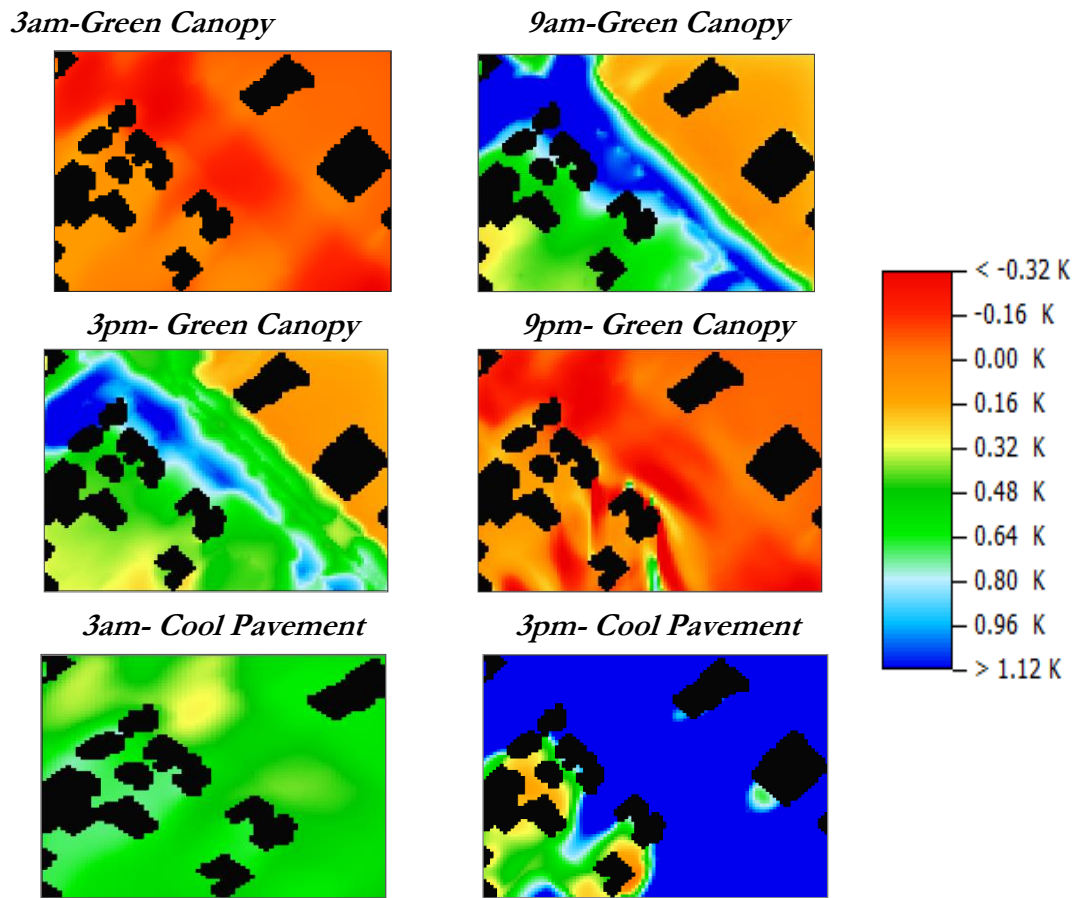 3am-Green Canopy
9am-Green Canopy
3pm- Green Canopy
9pm- Green Canopy
3am- Cool Pavement
3pm- Cool Pavement
< -0.32 K
-0.16 K
0.00 K
0.16 K
0.32 K
0.48 K
0.64 K
0.80 K
0.96 K
> 1.12 K